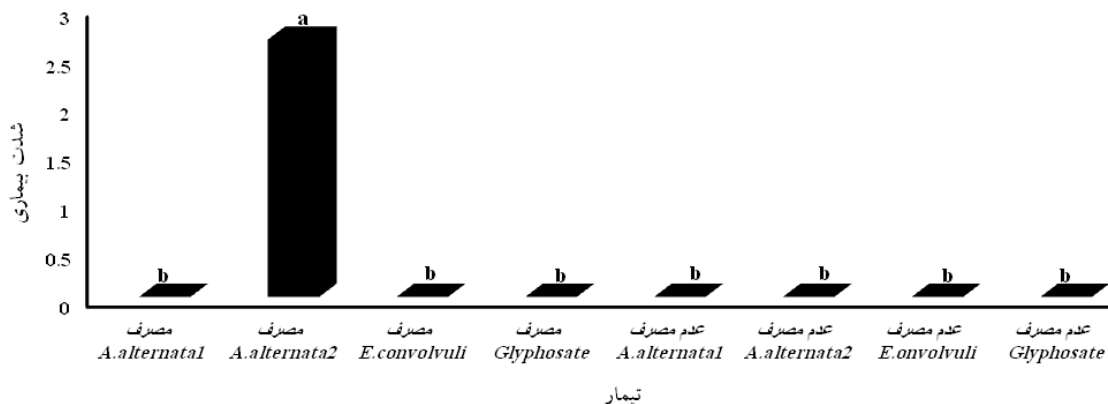 3
2.5
2
1.5
1
0.5
0
شدت بیماری
b
a
b
b
b
b
b
b
مصرف
A.alternata1
مصرف
A.alternata2
مصرف
E.convolvuli
مصرف
Glyphosate
عدم مصرف
A.alternata1
عدم مصرف
A.alternata2
عدم مصرف
E.onvolvuli
عدم مصرف
Glyphosate
تیمار